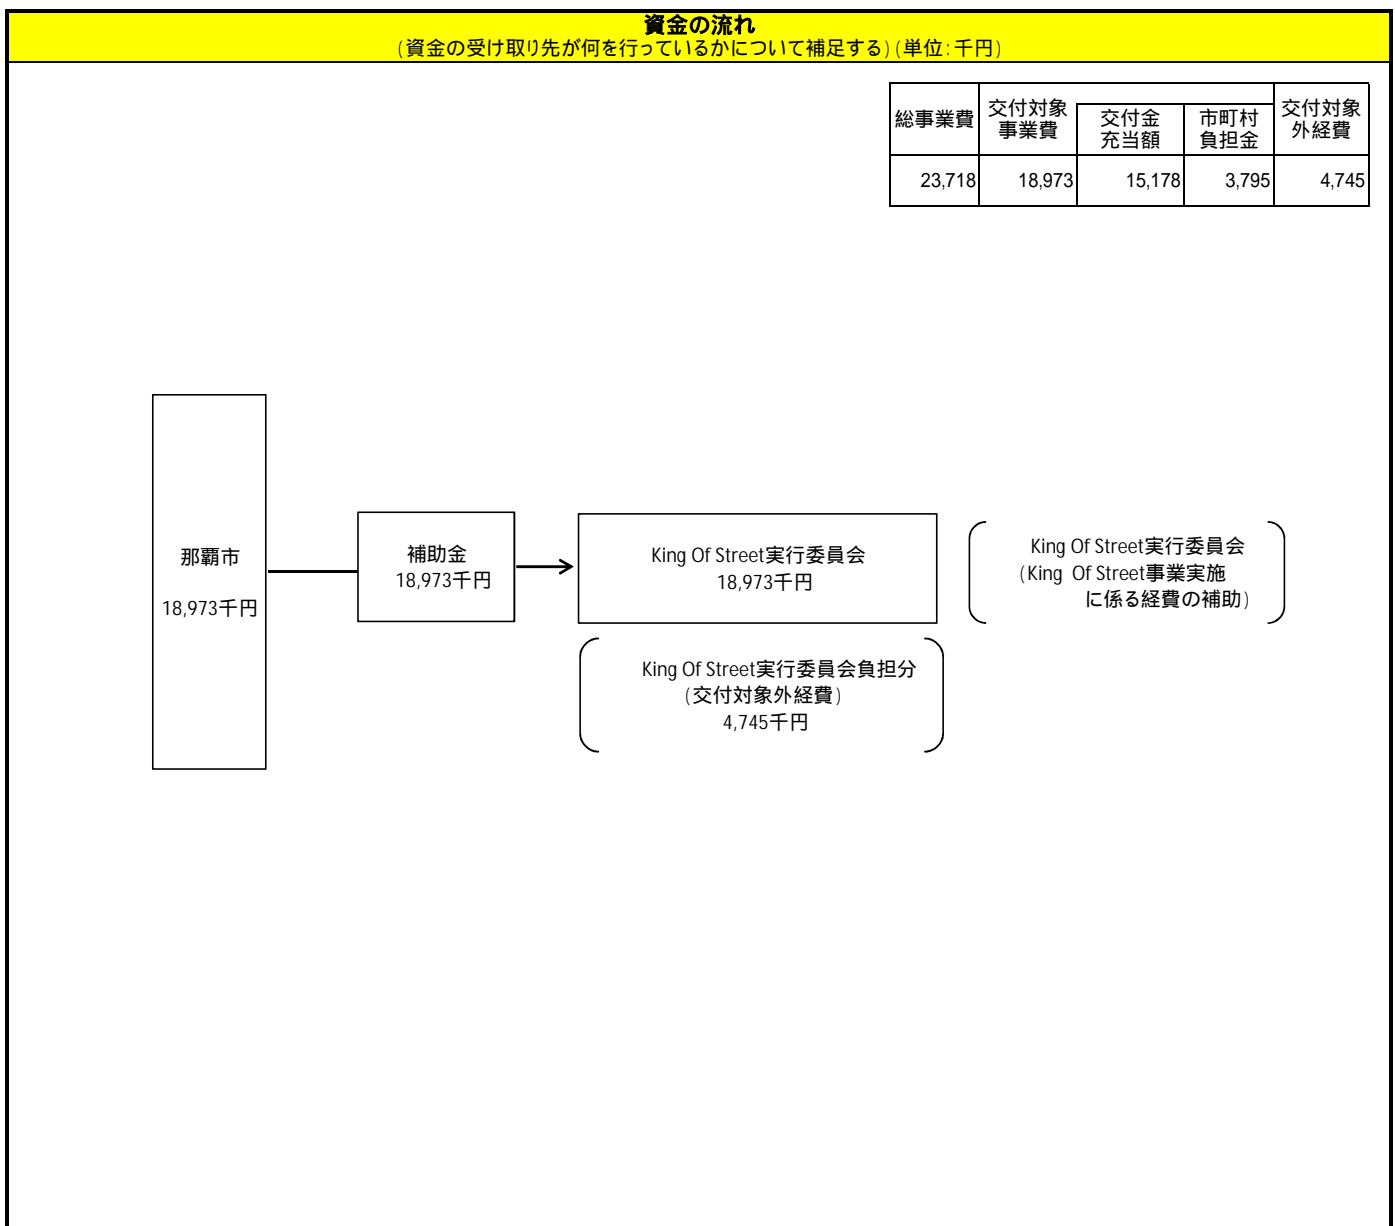 資金の流れ
(資金の受け取り先が何を行っているかについて補足する)(単位:千円)
総事業費
交付対象
事業費
交付金
充当額
市町村
負担金
交付対象
外経費
23,718 18,973 15,178 3,795 4,745
那覇市
18,973千円
補助金
18,973千円
King Of Street実行委員会
18,973千円
King Of Street実行委員会
(King Of Street事業実施
に係る経費の補助)
King Of Street実行委員会負担分
(交付対象外経費)
4,745千円